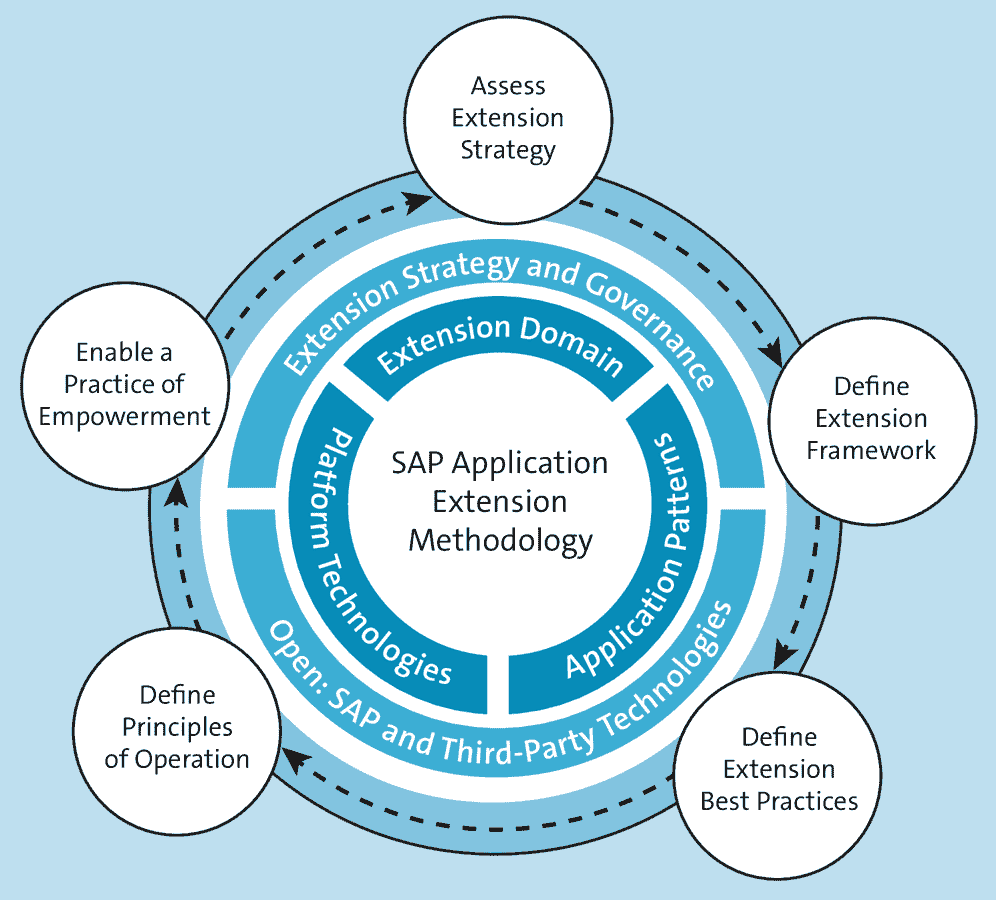 Assess
Extension
Strategy
Define
Extension
Framework
Define
Extension
Best Practices
Define
Principles
of Operation
Enable a
Practice of
Empowerment
Extension Strategy and Governance
Open: SAP and Third-Party Technologies
Extension Domain
Application Patterns
Platform Technologies
SAP Application
Extension
Methodology